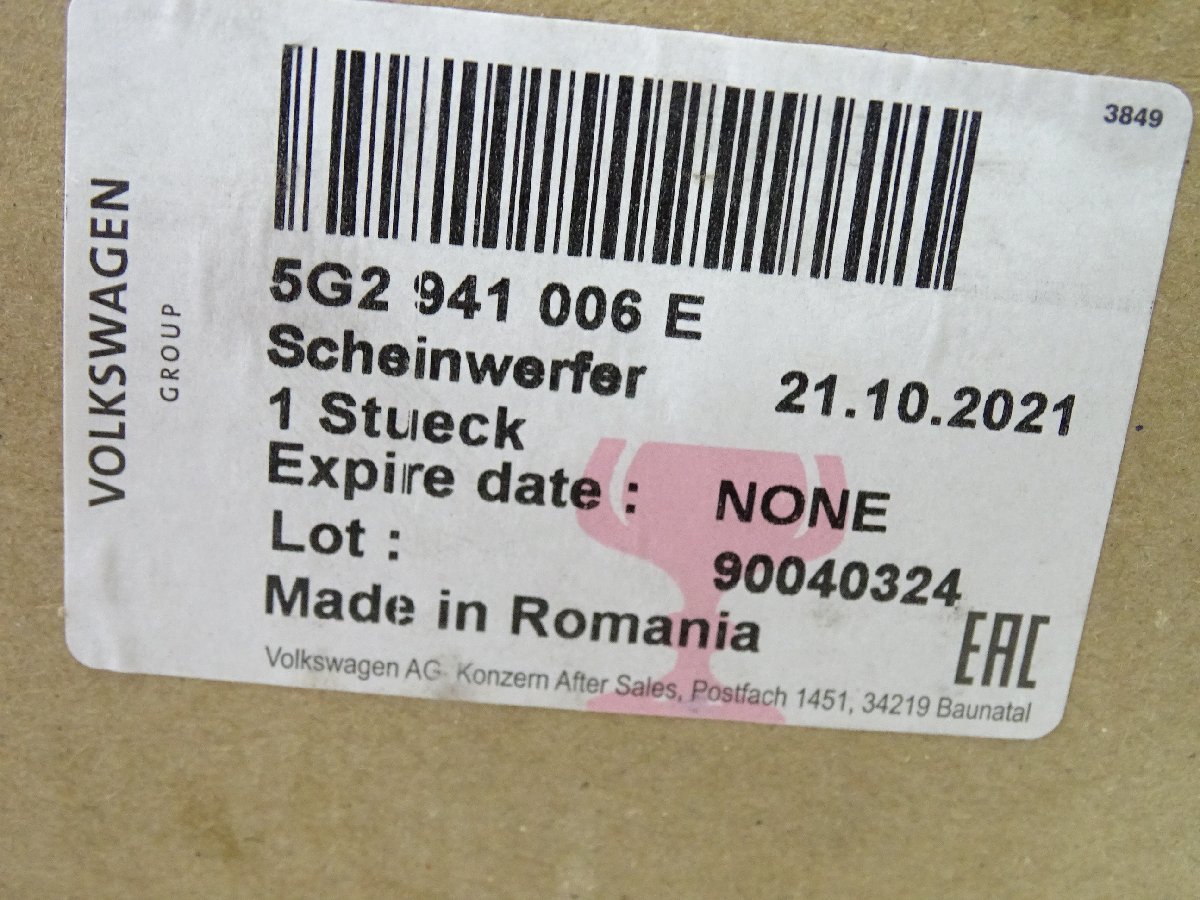 3849
VOLKSWAGEN
GROUP
5G2 941 006 E
Scheinwerfer
21.10.2021
1 Stueck
Expire date : NONE
Lot : 90040324
Made in Romania
EAC
Volkswagen AG Konzern After Sales, Postfach 1451, 34219 Baunatal